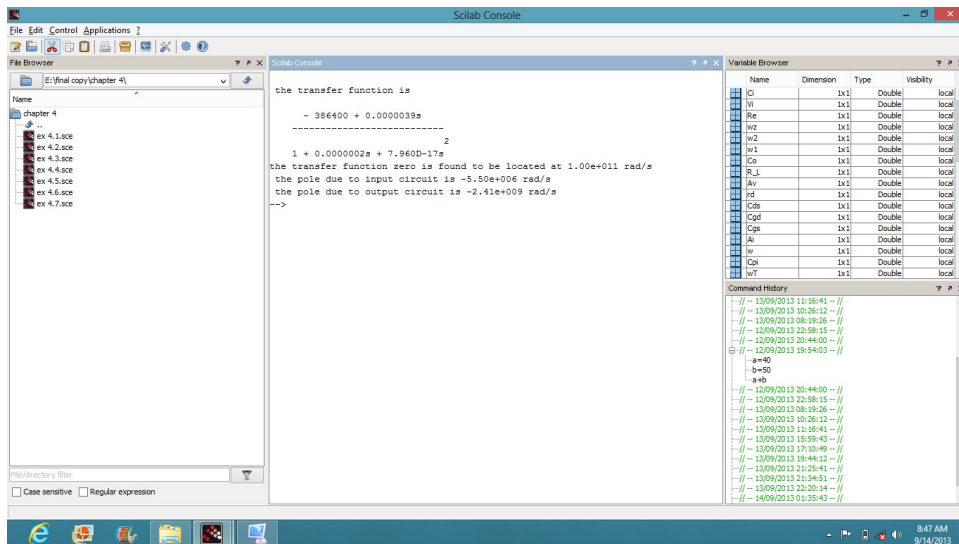 Scilab Console
File Edit Control Applications ?
File Browser
E:\final copy\chapter 4\
Name
chapter 4
..
ex 4.1.sce
ex 4.2.sce
ex 4.3.sce
ex 4.4.sce
ex 4.5.sce
ex 4.6.sce
ex 4.7.sce
File/directory filter
Case sensitive Regular expression
Scilab Console
the transfer function is
- 386400 + 0.0000039s
---------------------------
2
1 + 0.0000002s + 7.960D-17s
the transfer function zero is found to be located at 1.00e+011 rad/s
the pole due to input circuit is -5.50e+006 rad/s
the pole due to output circuit is -2.41e+009 rad/s
-->
Variable Browser
Name Dimension Type Visibility
Ci 1x1 Double local
Vi 1x1 Double local
Re 1x1 Double local
wz 1x1 Double local
w2 1x1 Double local
w1 1x1 Double local
Co 1x1 Double local
R_L 1x1 Double local
Av 1x1 Double local
rd 1x1 Double local
Cds 1x1 Double local
Cgd 1x1 Double local
Cgs 1x1 Double local
Ai 1x1 Double local
w 1x1 Double local
Cpi 1x1 Double local
wT 1x1 Double local
Command History
// -- 13/09/2013 11:16:41 -- //
// -- 13/09/2013 10:26:12 -- //
// -- 13/09/2013 08:19:26 -- //
// -- 12/09/2013 22:58:15 -- //
// -- 12/09/2013 20:44:00 -- //
// -- 12/09/2013 19:54:03 -- //
a=40
b=50
a+b
// -- 12/09/2013 20:44:00 -- //
// -- 12/09/2013 22:58:15 -- //
// -- 13/09/2013 08:19:26 -- //
// -- 13/09/2013 10:26:12 -- //
// -- 13/09/2013 11:16:41 -- //
// -- 13/09/2013 15:59:43 -- //
// -- 13/09/2013 17:10:49 -- //
// -- 13/09/2013 19:44:12 -- //
// -- 13/09/2013 21:25:41 -- //
// -- 13/09/2013 21:34:51 -- //
// -- 13/09/2013 22:20:14 -- //
// -- 14/09/2013 01:35:43 -- //
8:47 AM
9/14/2013